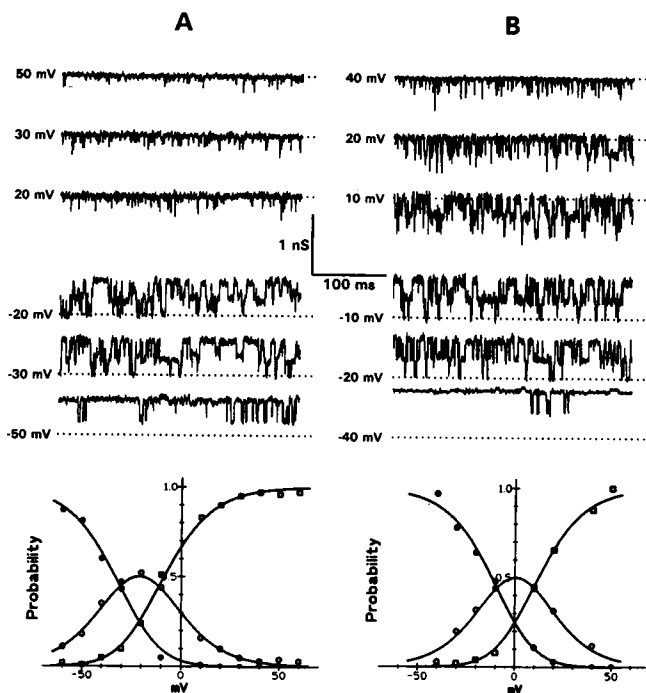 A
B
50 mV
30 mV
20 mV
1 nS
100 ms
-20 mV
-30 mV
-50 mV
40 mV
20 mV
10 mV
-10 mV
-20 mV
-40 mV
Probability
1.0
0.5
-50
0
50
mV
Probability
1.0
0.5
-50
0
50
mV